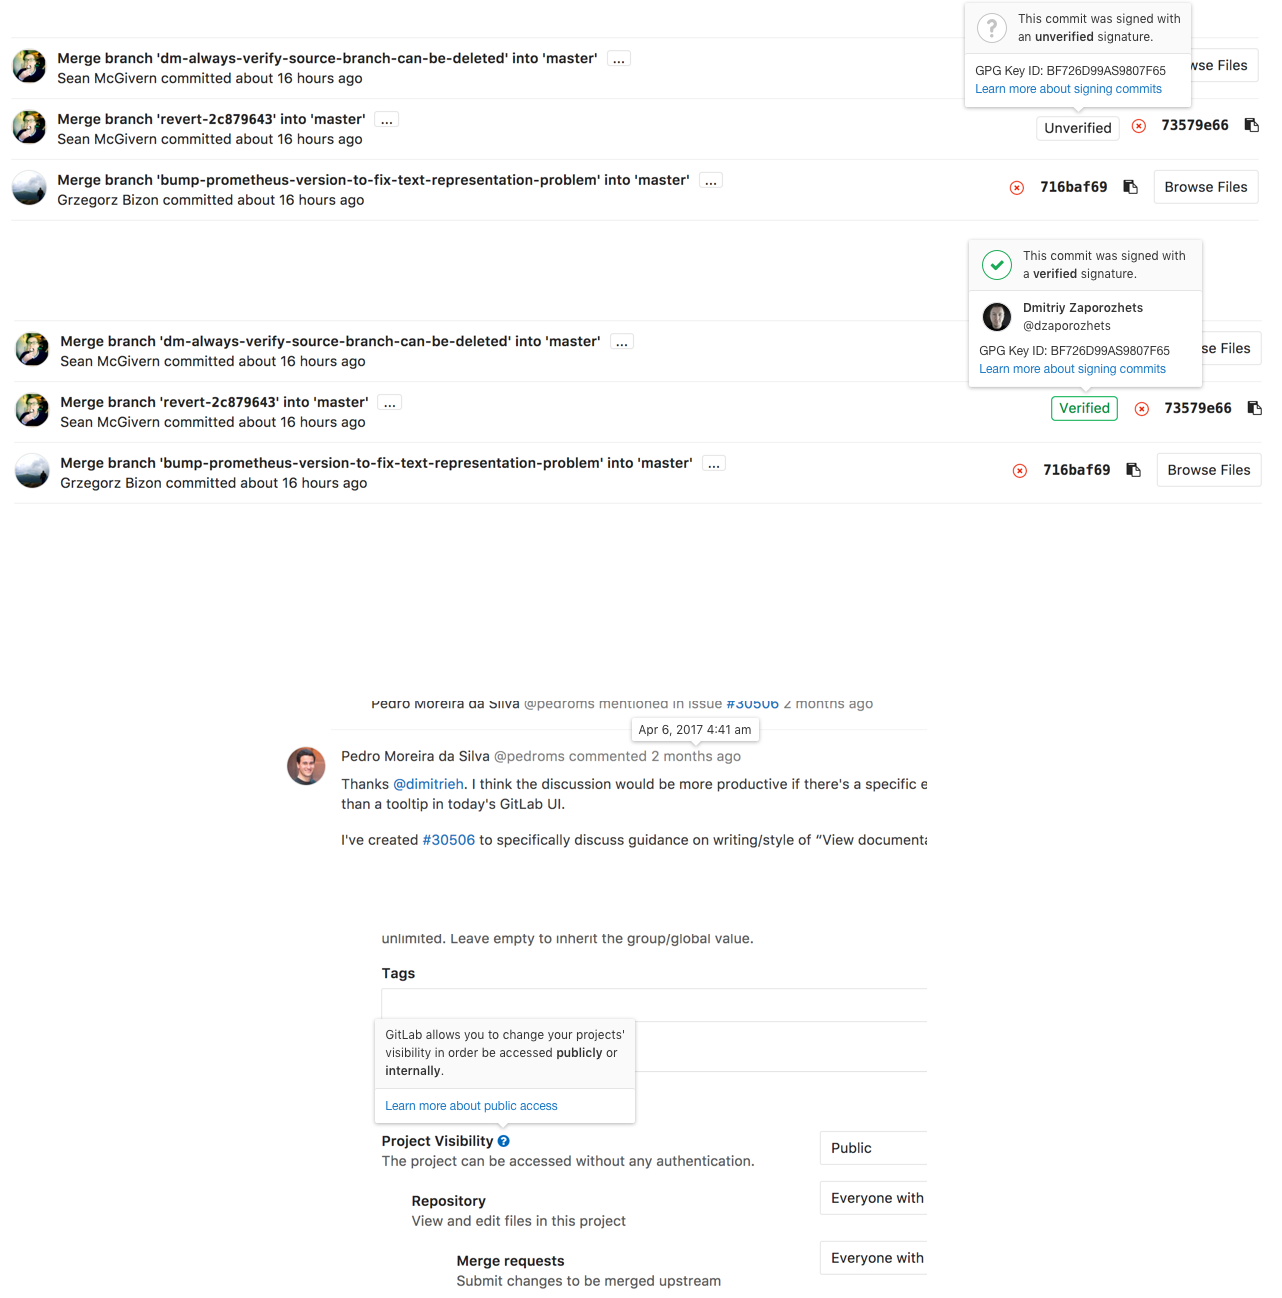 This commit was signed with
an unverified signature.
GPG Key ID: BF726D99AS9807F65
Learn more about signing commits
Merge branch 'dm-always-verify-source-branch-can-be-deleted' into 'master' ...
Sean McGivern committed about 16 hours ago
wse Files
Merge branch 'revert-2c879643' into 'master' ...
Sean McGivern committed about 16 hours ago
Unverified 73579e66
Merge branch 'bump-prometheus-version-to-fix-text-representation-problem' into 'master' ...
Grzegorz Bizon committed about 16 hours ago
716baf69 Browse Files
This commit was signed with
a verified signature.
Dmitriy Zaporozhets
@dzaporozhets
GPG Key ID: BF726D99AS9807F65
Learn more about signing commits
Merge branch 'dm-always-verify-source-branch-can-be-deleted' into 'master' ...
Sean McGivern committed about 16 hours ago
se Files
Merge branch 'revert-2c879643' into 'master' ...
Sean McGivern committed about 16 hours ago
Verified 73579e66
Merge branch 'bump-prometheus-version-to-fix-text-representation-problem' into 'master' ...
Grzegorz Bizon committed about 16 hours ago
716baf69 Browse Files
Pedro Moreira da Silva @pedroms mentioned in issue #30506 2 months ago
Apr 6, 2017 4:41 am
Pedro Moreira da Silva @pedroms commented 2 months ago
Thanks @dimitrieh. I think the discussion would be more productive if there's a specific e
than a tooltip in today's GitLab UI.
I've created #30506 to specifically discuss guidance on writing/style of “View documenta
unlimited. Leave empty to inherit the group/global value.
Tags
GitLab allows you to change your projects'
visibility in order be accessed publicly or
internally.
Learn more about public access
Project Visibility ?
The project can be accessed without any authentication.
Public
Repository
View and edit files in this project
Everyone with
Merge requests
Submit changes to be merged upstream
Everyone with